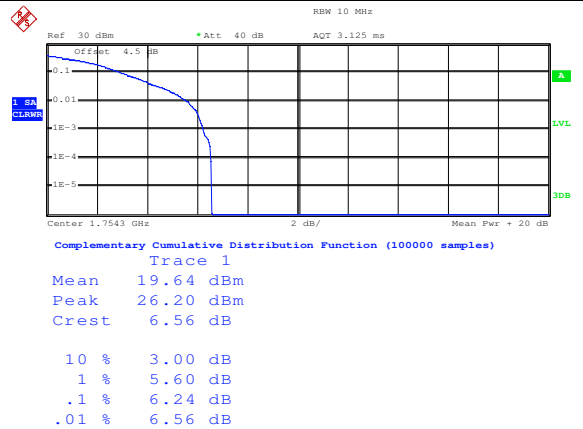 RBW 10 MHz
Ref 30 dBm *Att 40 dB AQT 3.125 ms
Offset 4.5 dB
0.1
A
0.01
1 SA
CLRWR
1E-3
LVL
1E-4
1E-5
3DB
Center 1.7543 GHz 2 dB/ Mean Pwr + 20 dB
Complementary Cumulative Distribution Function (100000 samples)
Trace 1
Mean 19.64 dBm
Peak 26.20 dBm
Crest 6.56 dB
10 % 3.00 dB
1 % 5.60 dB
.1 % 6.24 dB
.01 % 6.56 dB